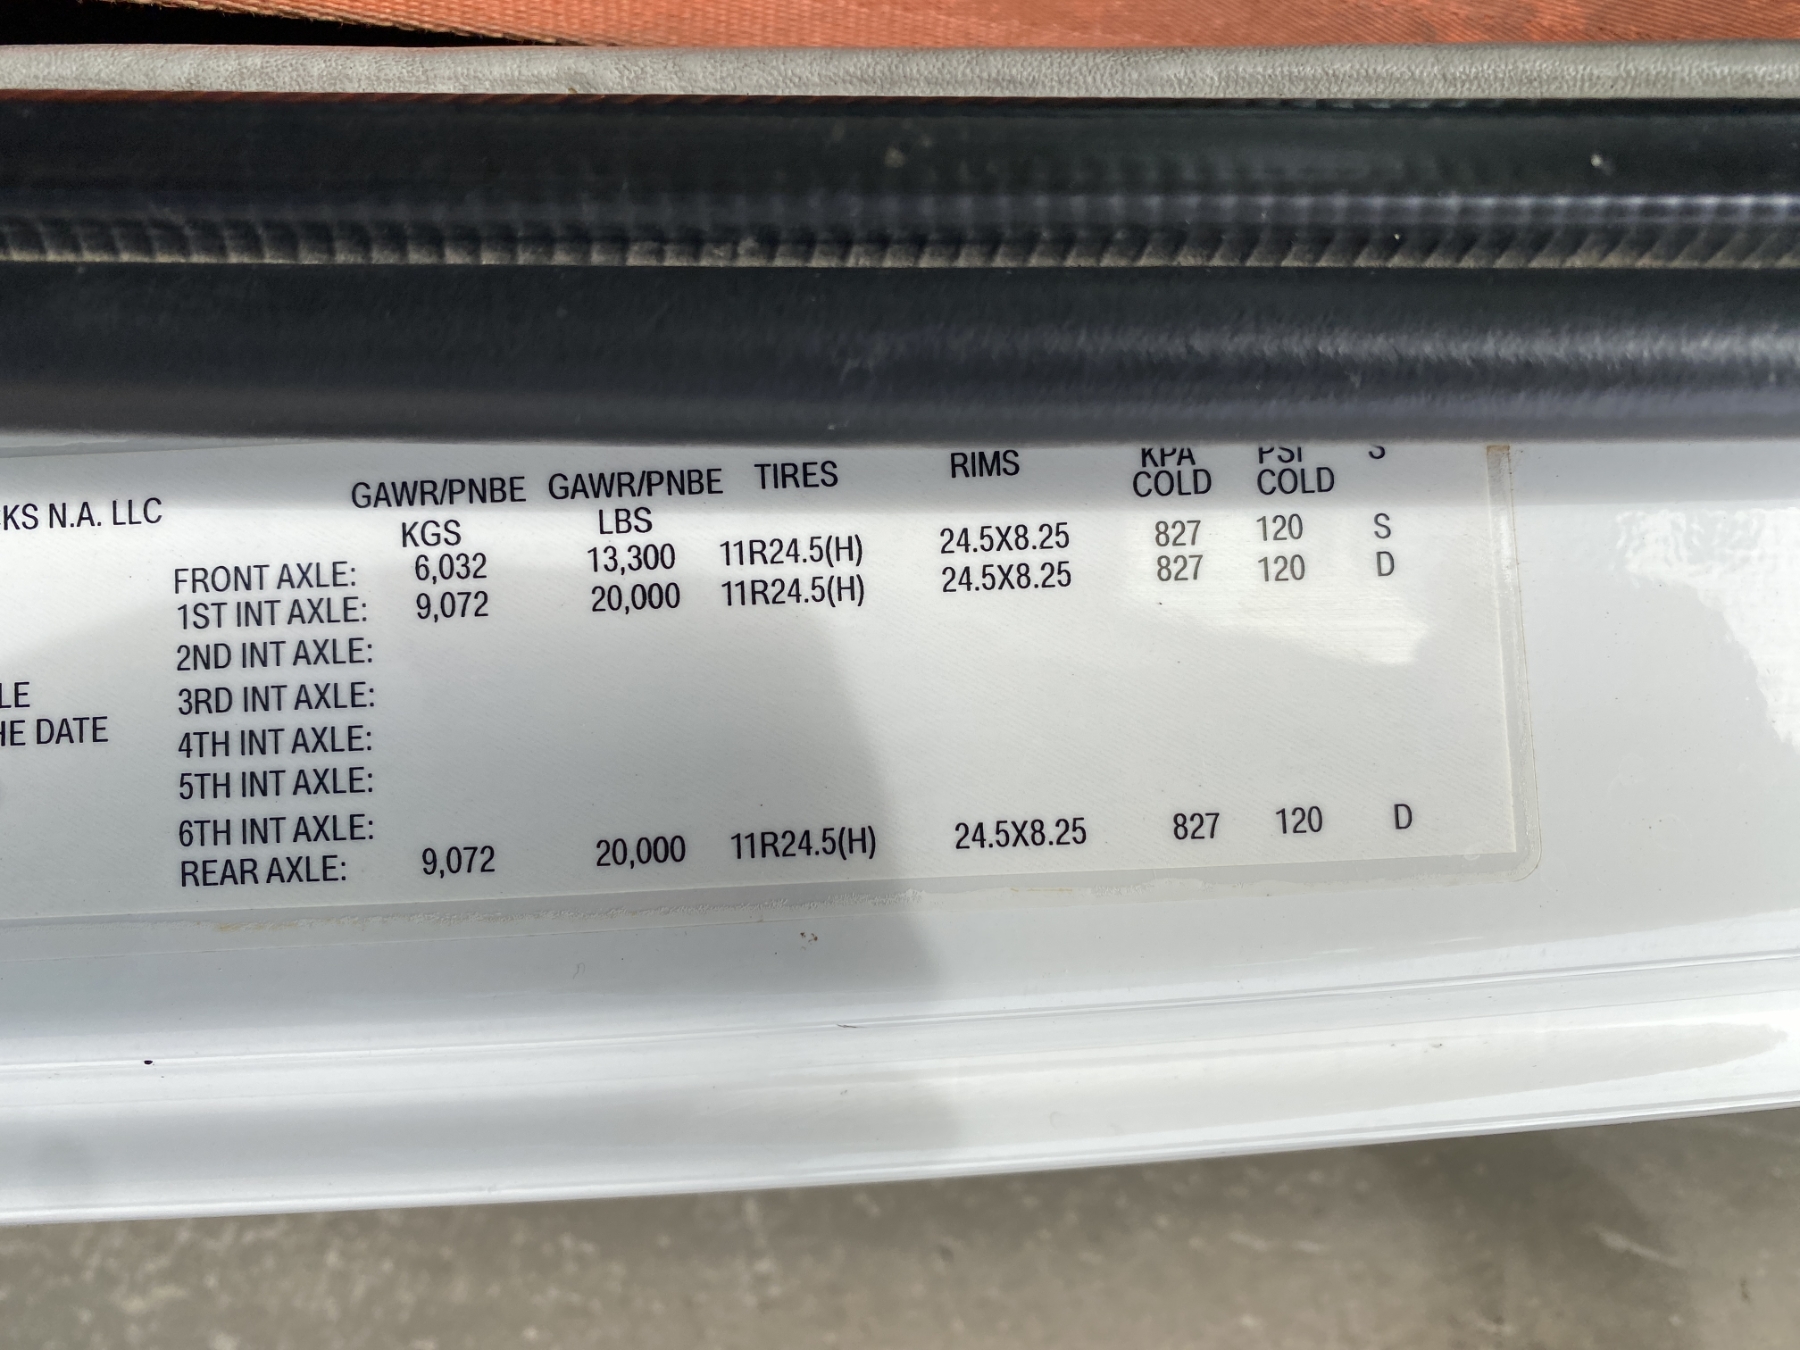 KPA PSI S
GAWR/PNBE GAWR/PNBE TIRES RIMS COLD COLD
KS N.A. LLC KGS LBS
FRONT AXLE: 6,032 13,300 11R24.5(H) 24.5X8.25 827 120 S
1ST INT AXLE: 9,072 20,000 11R24.5(H) 24.5X8.25 827 120 D
2ND INT AXLE:
LE 3RD INT AXLE:
HE DATE 4TH INT AXLE:
5TH INT AXLE:
6TH INT AXLE:
REAR AXLE: 9,072 20,000 11R24.5(H) 24.5X8.25 827 120 D